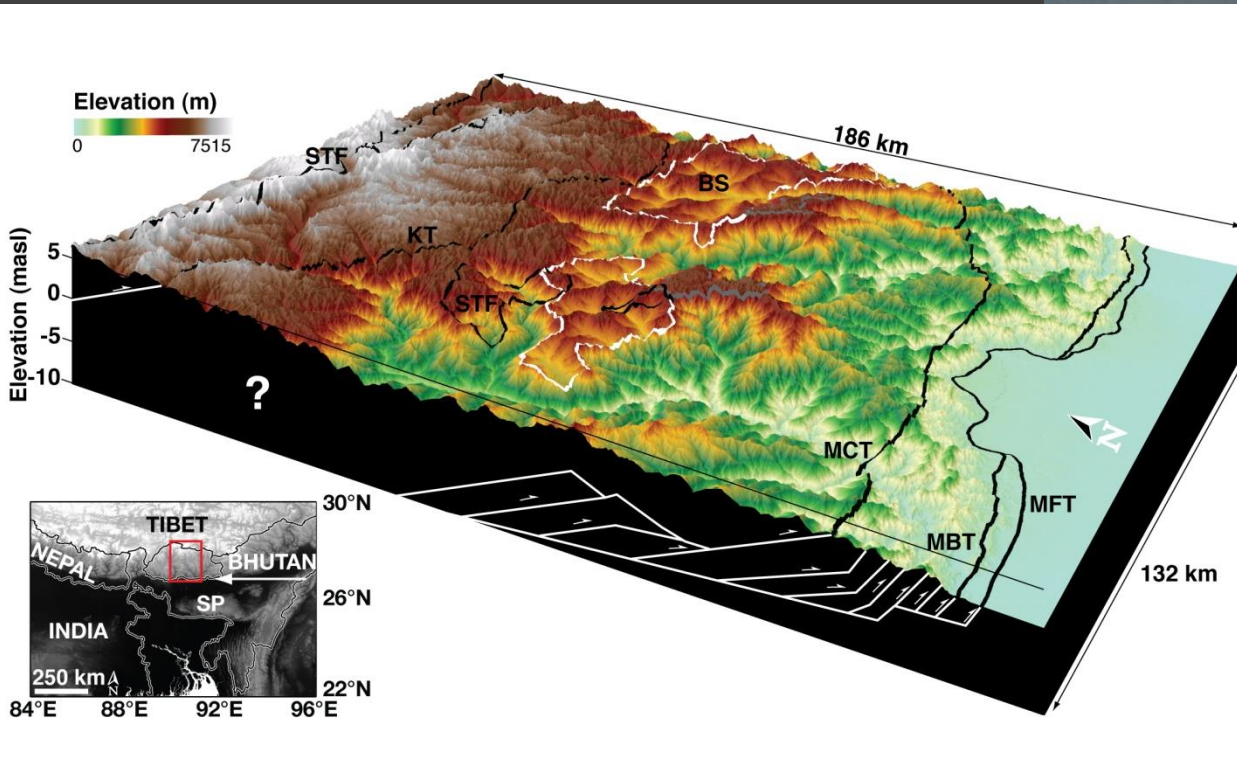 Elevation (m)
0
7515
186 km
STF
BS
KT
Elevation (masl)
5
0
-5
-10
STF
?
MCT
N
MFT
MBT
132 km
30°N
TIBET
NEPAL
BHUTAN
SP
26°N
INDIA
250 km
N
22°N
84°E
88°E
92°E
96°E